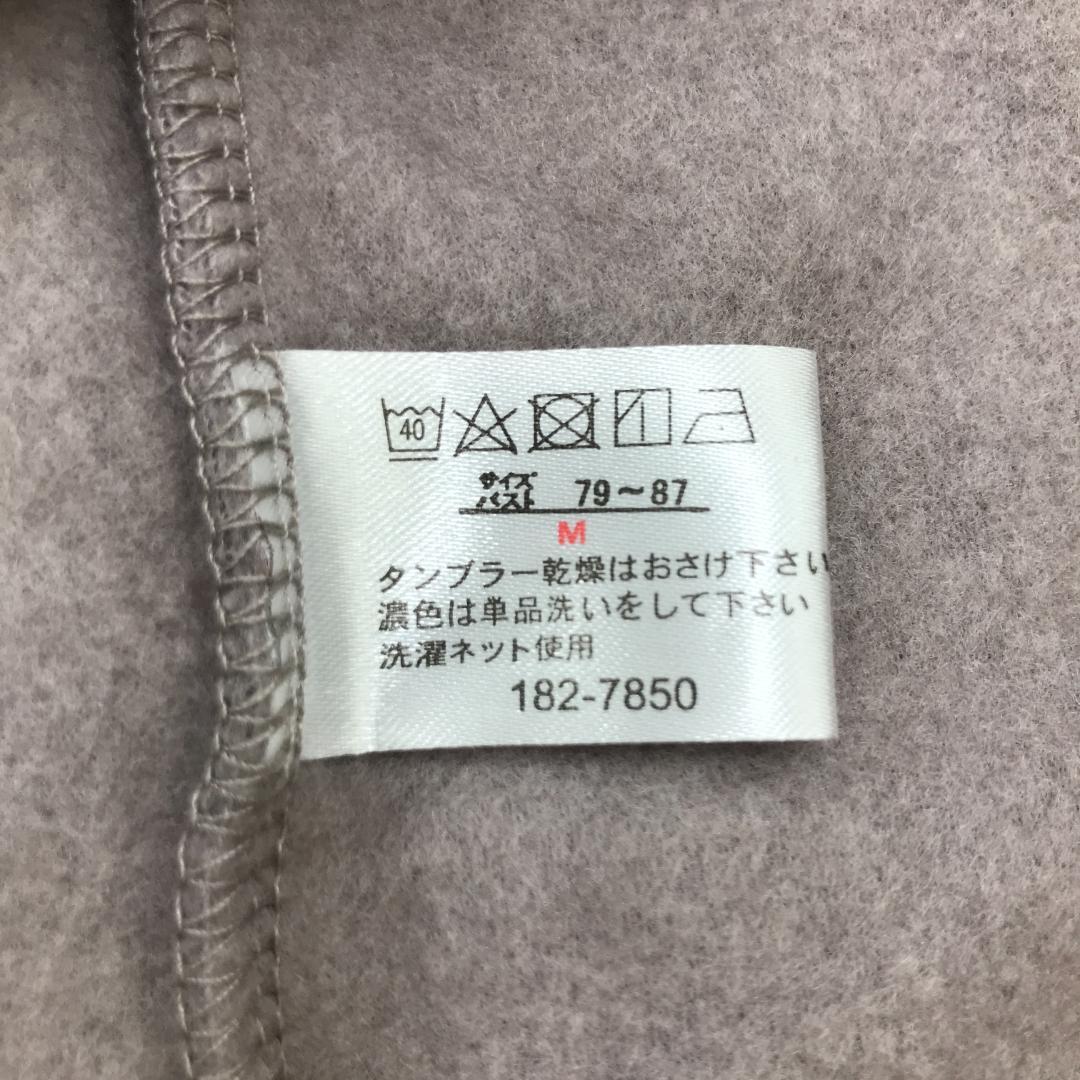 40
サイズ
バスト 79～87
M
タンブラー乾燥はおさけ下さい
濃色は単品洗いをして下さい
洗濯ネット使用
182-7850